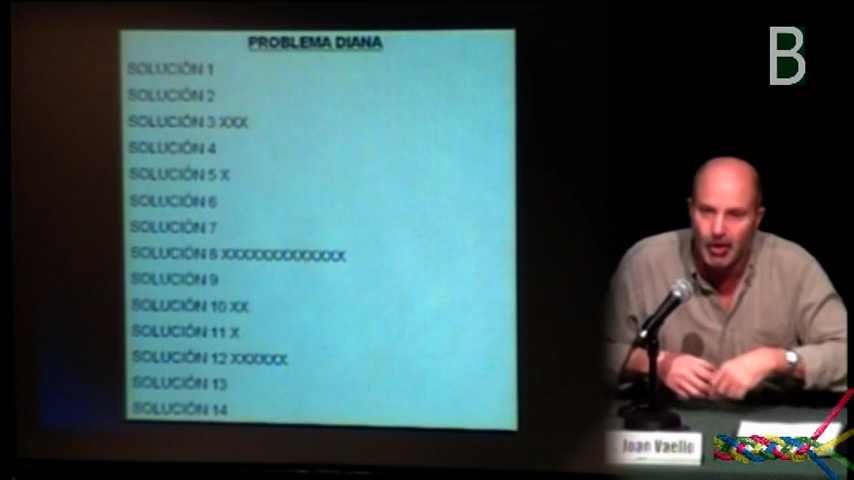 PROBLEMA DIANA
SOLUCIÓN 1
SOLUCIÓN 2
SOLUCIÓN 3 XXX
SOLUCIÓN 4
SOLUCIÓN 5 X
SOLUCIÓN 6
SOLUCIÓN 7
SOLUCIÓN 8 XXXXXXXXXXXXXX
SOLUCIÓN 9
SOLUCIÓN 10 XX
SOLUCIÓN 11 X
SOLUCIÓN 12 XXXXXX
SOLUCIÓN 13
SOLUCIÓN 14
B
Joan Vaello